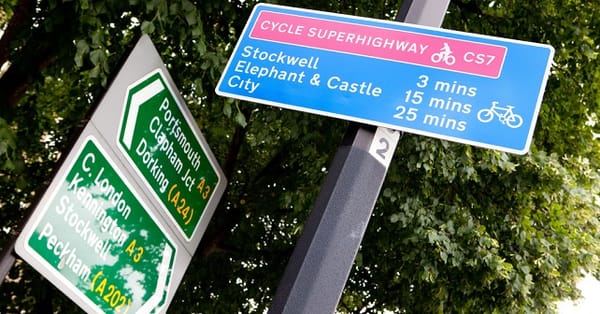 CYCLE SUPERHIGHWAY CS7
Stockwell 3 mins
Elephant & Castle 15 mins
City 25 mins
2
Portsmouth A3
Clapham Jct
Dorking (A24)
C. London
Kennington A3
Stockwell
Peckham (A202)